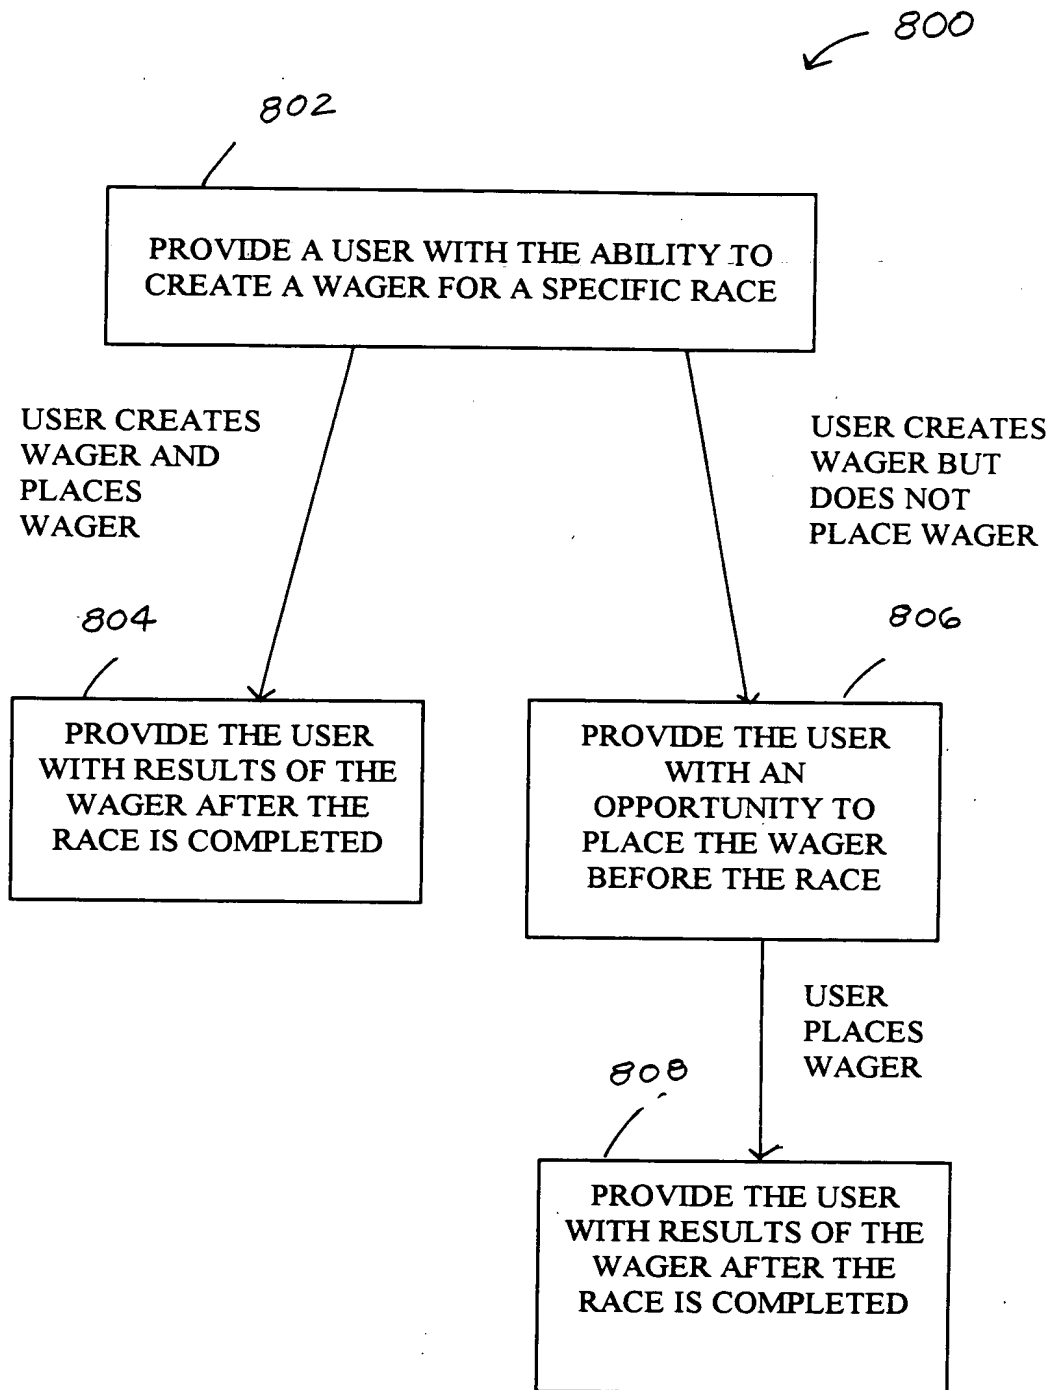 800
802
PROVIDE A USER WITH THE ABILITY TO
CREATE A WAGER FOR A SPECIFIC RACE
USER CREATES
WAGER AND
PLACES
WAGER
USER CREATES
WAGER BUT
DOES NOT
PLACE WAGER
804
806
PROVIDE THE USER
WITH RESULTS OF THE
WAGER AFTER THE
RACE IS COMPLETED
PROVIDE THE USER
WITH AN
OPPORTUNITY TO
PLACE THE WAGER
BEFORE THE RACE
USER
PLACES
WAGER
808
PROVIDE THE USER
WITH RESULTS OF THE
WAGER AFTER THE
RACE IS COMPLETED